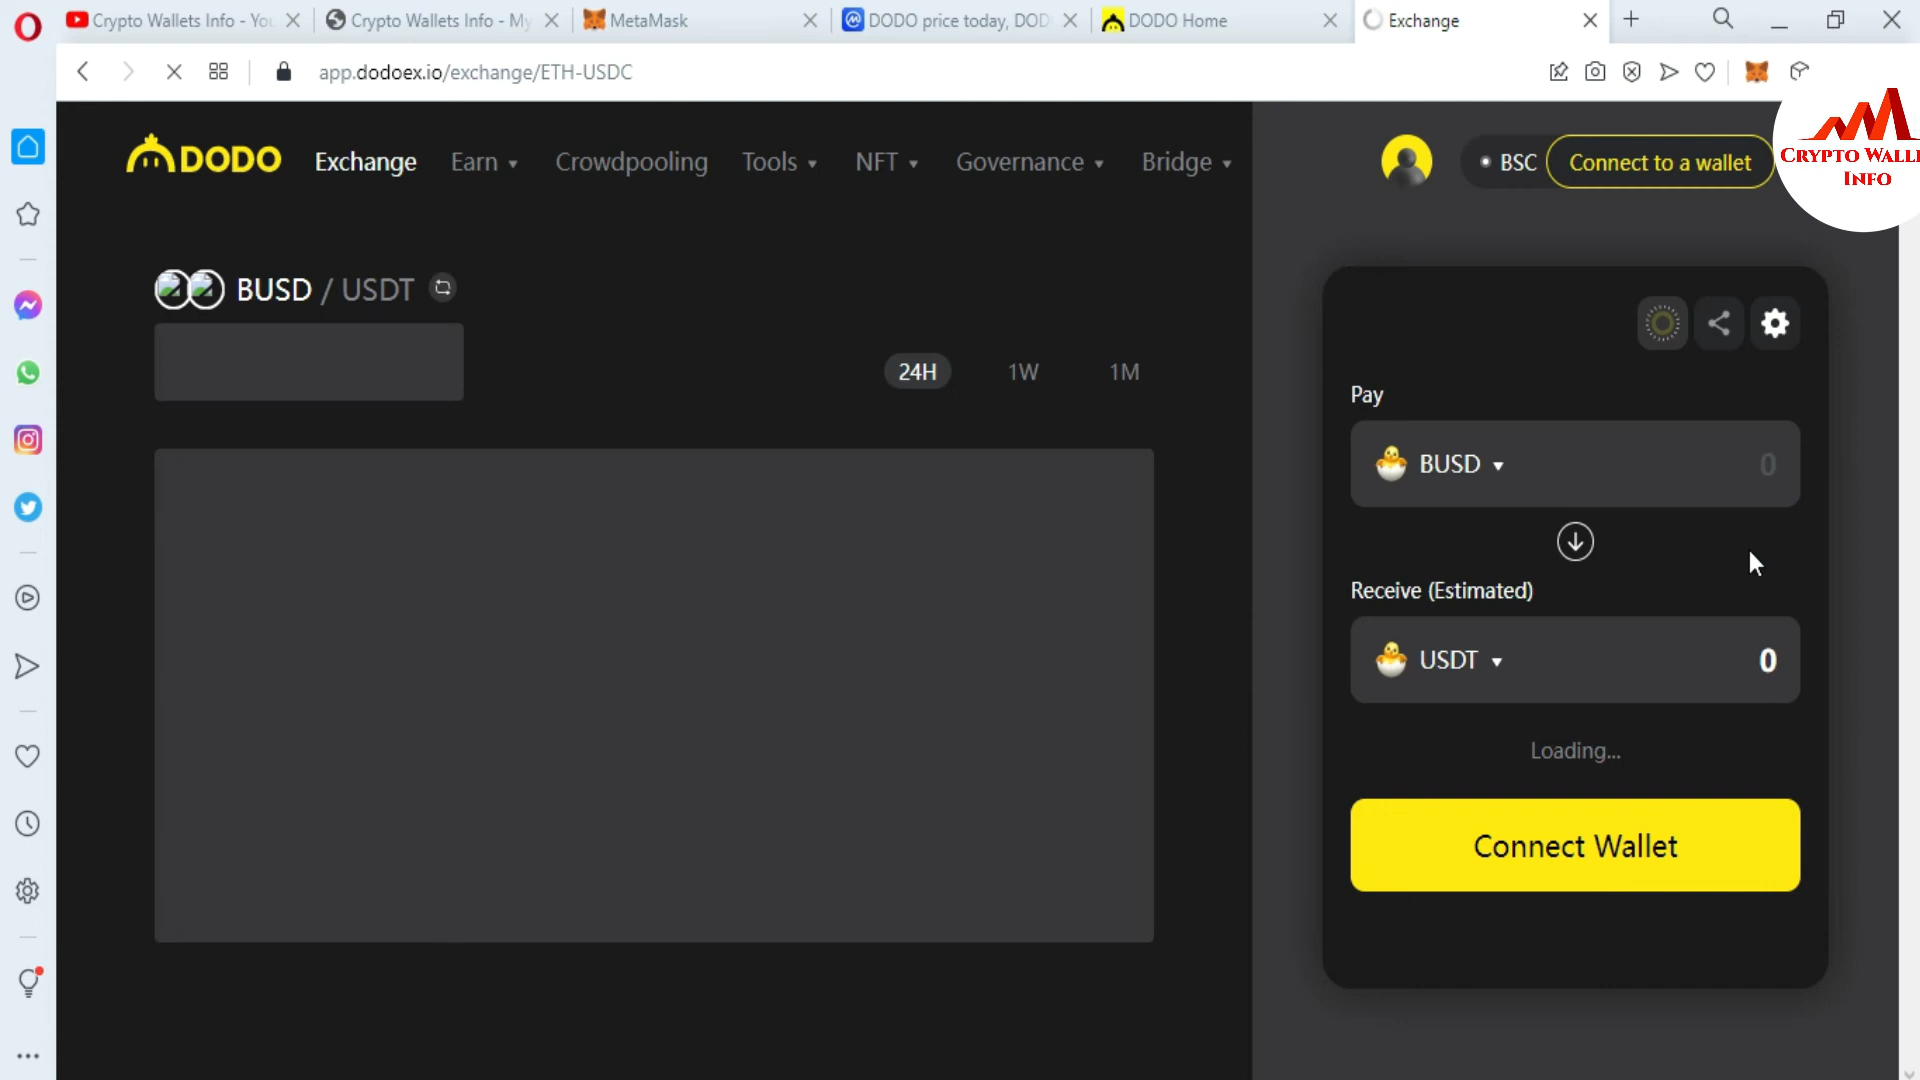 Crypto Wallets Info - You
Crypto Wallets Info - My
MetaMask
DODO price today, DOD
DODO Home
Exchange
app.dodoex.io/exchange/ETH-USDC
DODO
Exchange
Earn
Crowdpooling
Tools
NFT
Governance
Bridge
BSC
Connect to a wallet
CRYPTO WALLE
INFO
BUSD / USDT
24H
1W
1M
Pay
BUSD
0
Receive (Estimated)
USDT
0
Loading...
Connect Wallet